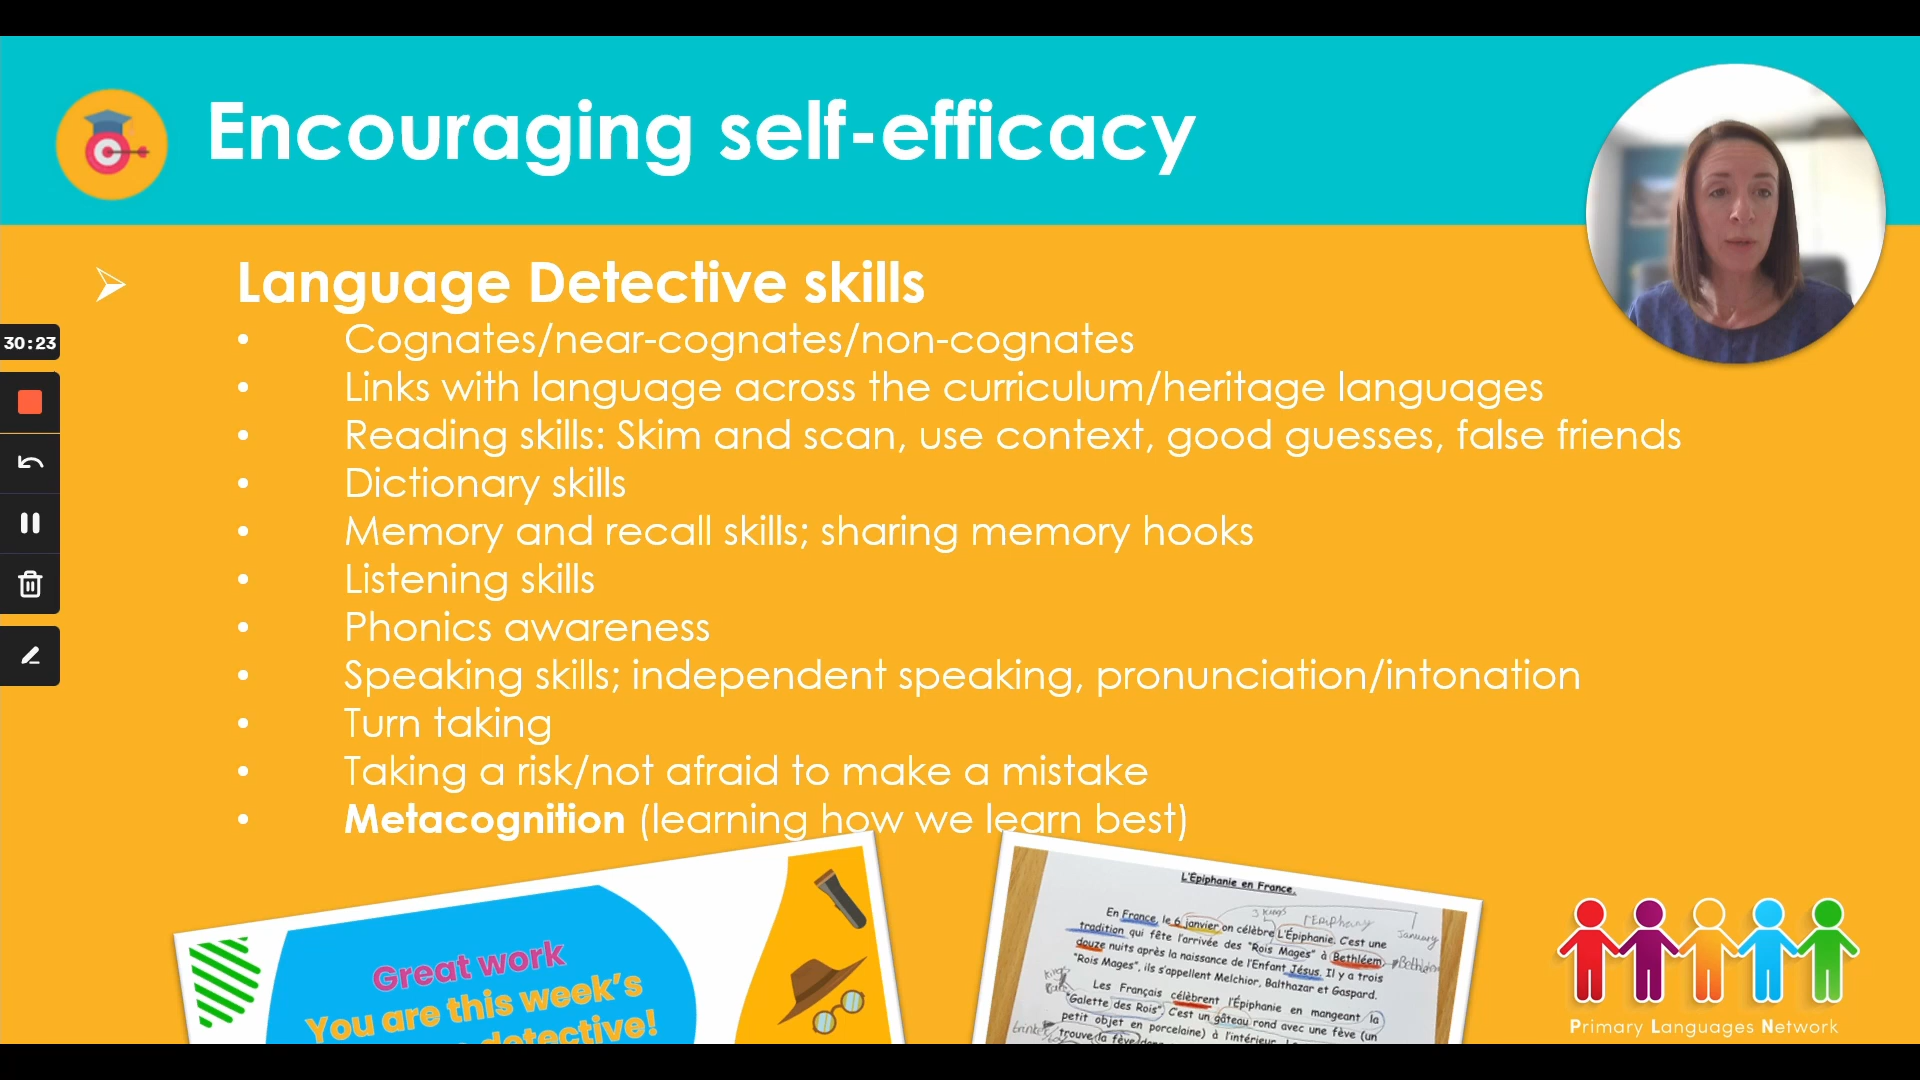 Encouraging self-efficacy
Language Detective skills
Cognates/near-cognates/non-cognates
Links with language across the curriculum/heritage languages
Reading skills: Skim and scan, use context, good guesses, false friends
Dictionary skills
Memory and recall skills; sharing memory hooks
Listening skills
Phonics awareness
Speaking skills; independent speaking, pronunciation/intonation
Turn taking
Taking a risk/not afraid to make a mistake
Metacognition (learning how we learn best)
30:23
Great work
You are this week's
detective!
L'Épiphanie en France.
3 kings l'Epiphany
January
En France, le 6 janvier on célèbre L'Épiphanie. C'est une
tradition qui fête l'arrivée des "Rois Mages" à Bethléem
douze nuits après la naissance de l'Enfant Jésus. Il y a trois
"Rois Mages", ils s'appellent Melchior, Balthazar et Gaspard.
Les Français célèbrent l'Épiphanie en mangeant la
"Galette des Rois". C'est un gâteau rond avec une fève (un
petit objet en porcelaine) à l'intérieur.
trouve la fève
Primary Languages Network